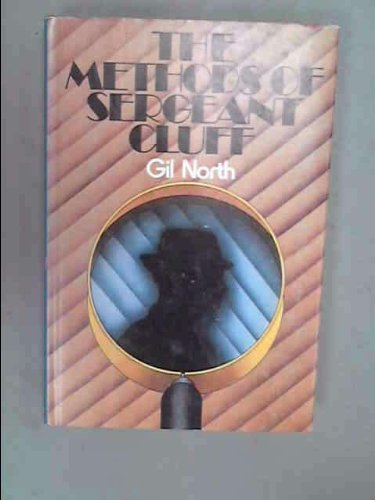 THE
METHODS OF
SERGEANT
CLUFF
Gil North